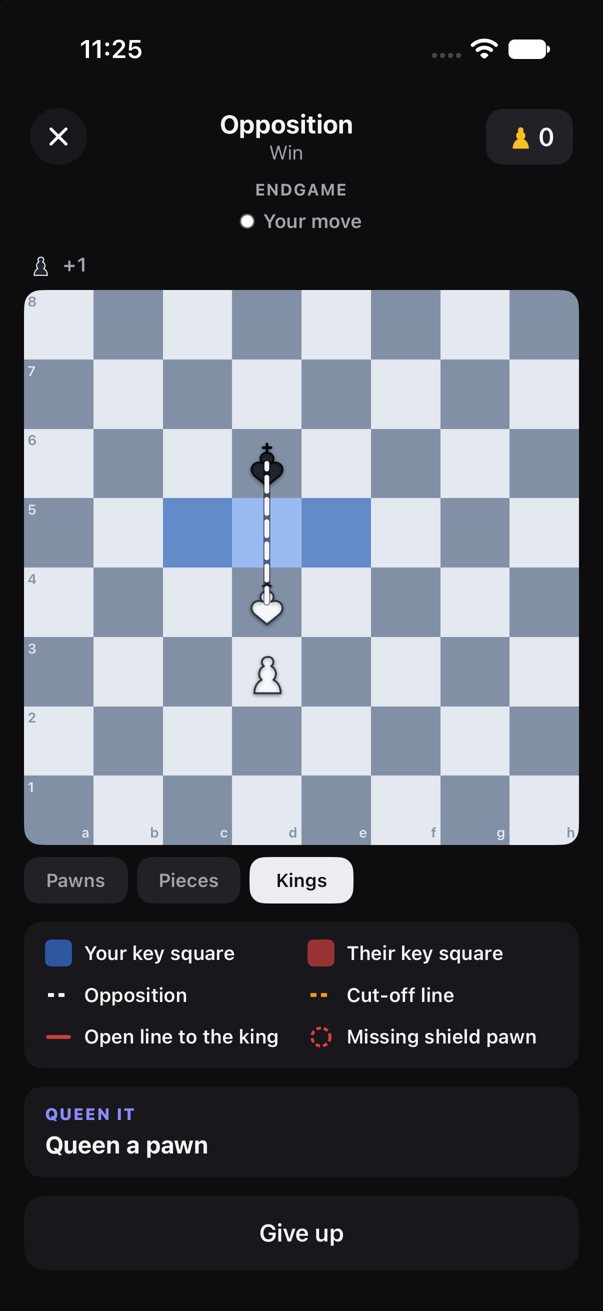 11:25
Opposition
Win
0
ENDGAME
Your move
+1
8
7
6
5
4
3
2
1
a b c d e f g h
Pawns Pieces Kings
Your key square Their key square
Opposition Cut-off line
Open line to the king Missing shield pawn
QUEEN IT
Queen a pawn
Give up